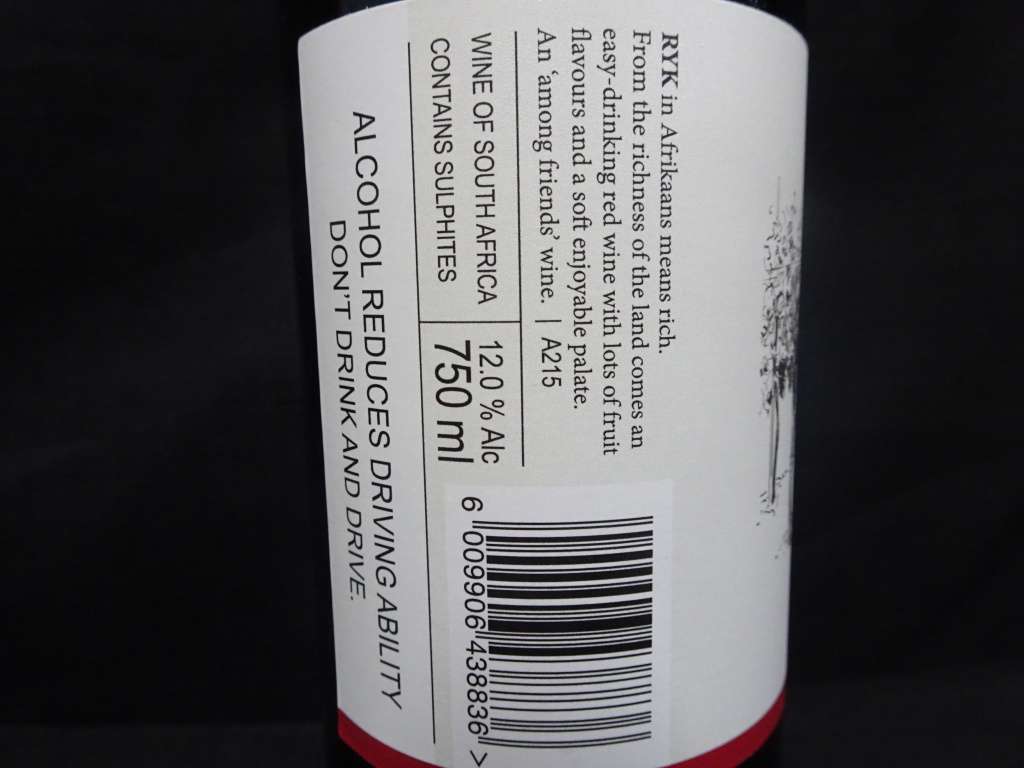 RYK in Afrikaans means rich.
From the richness of the land comes an
easy-drinking red wine with lots of fruit
flavours and a soft enjoyable palate.
An ‘among friends’ wine. | A215
WINE OF SOUTH AFRICA
CONTAINS SULPHITES
12.0 % Alc
750 ml
ALCOHOL REDUCES DRIVING ABILITY
DON'T DRINK AND DRIVE.
6 009906 438836 >